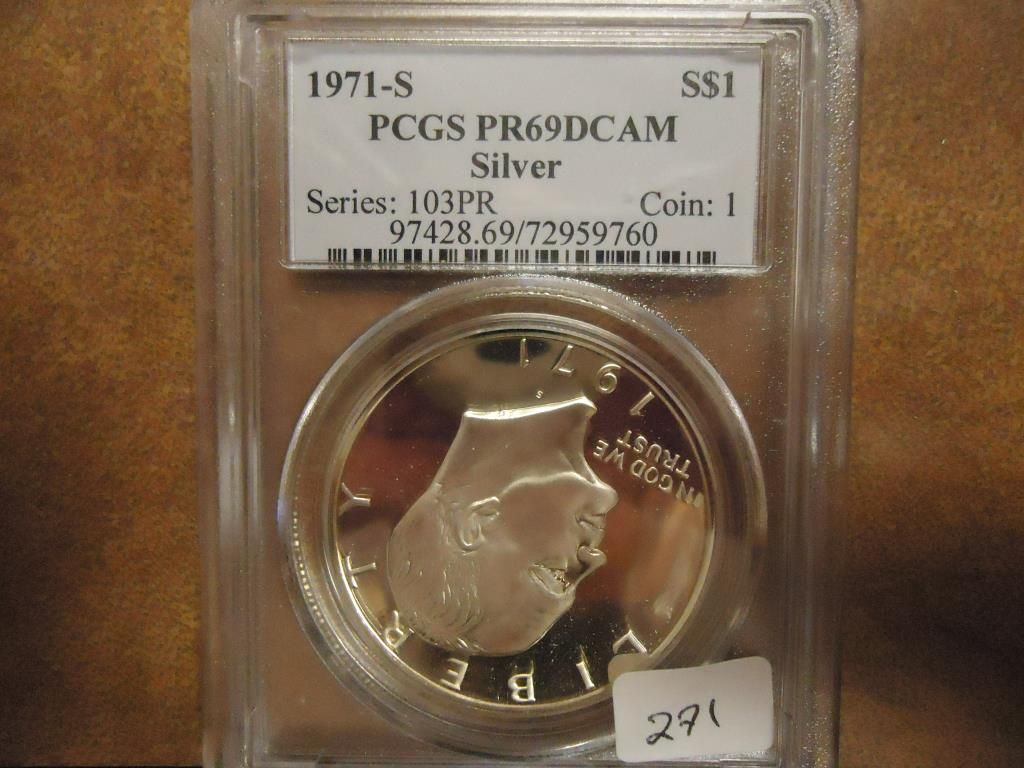 1971-S S$1
PCGS PR69DCAM
Silver
Series: 103PR Coin: 1
97428.69/72959760
1971
S
IN GOD WE
TRUST
LIBERTY
271